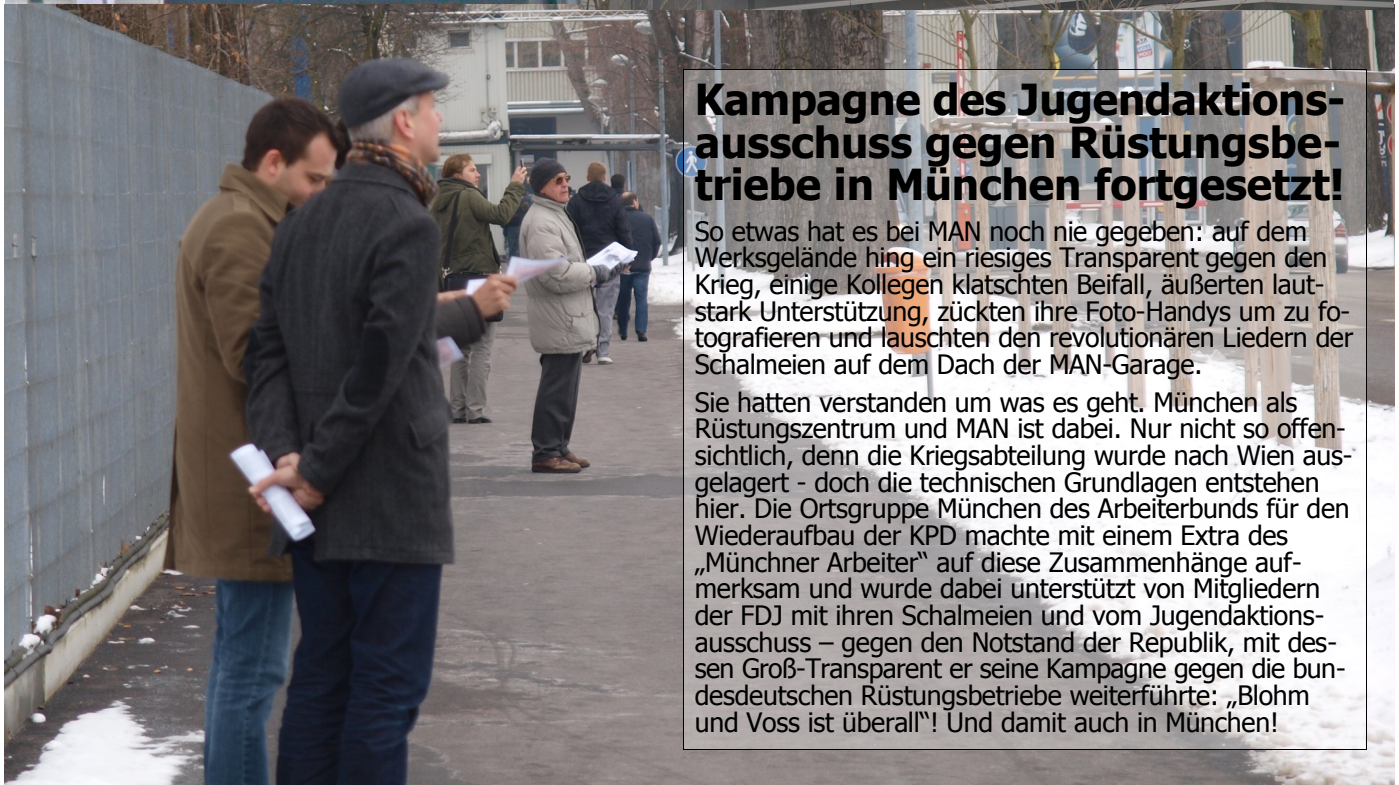 Kampagne des Jugendaktions-
ausschuss gegen Rüstungsbe-
triebe in München fortgesetzt!
So etwas hat es bei MAN noch nie gegeben: auf dem
Werksgelände hing ein riesiges Transparent gegen den
Krieg, einige Kollegen klatschten Beifall, äußerten laut-
stark Unterstützung, zückten ihre Foto-Handys um zu fo-
tografieren und lauschten den revolutionären Liedern der
Schalmeien auf dem Dach der MAN-Garage.
Sie hatten verstanden um was es geht. München als
Rüstungszentrum und MAN ist dabei. Nur nicht so offen-
sichtlich, denn die Kriegsabteilung wurde nach Wien aus-
gelagert - doch die technischen Grundlagen entstehen
hier. Die Ortsgruppe München des Arbeiterbunds für den
Wiederaufbau der KPD machte mit einem Extra des
„Münchner Arbeiter“ auf diese Zusammenhänge auf-
merksam und wurde dabei unterstützt von Mitgliedern
der FDJ mit ihren Schalmeien und vom Jugendaktions-
ausschuss – gegen den Notstand der Republik, mit des-
sen Groß-Transparent er seine Kampagne gegen die bun-
desdeutschen Rüstungsbetriebe weiterführte: „Blohm
und Voss ist überall“! Und damit auch in München!